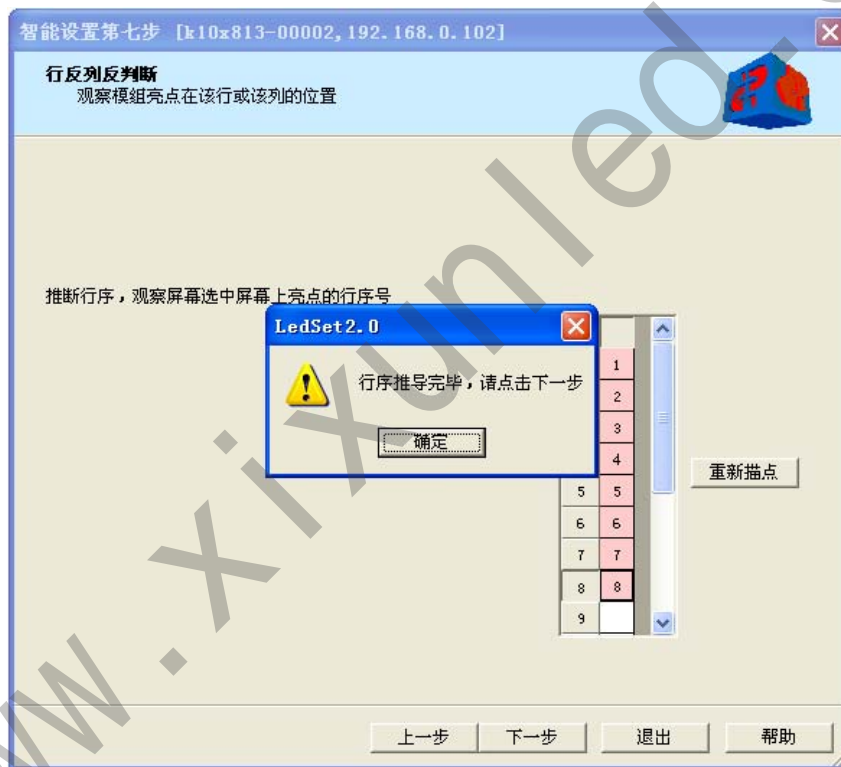 智能设置第七步 [k10x813-00002,192.168.0.102]
行反列反判断
观察模组亮点在该行或该列的位置
推断行序，观察屏幕选中屏幕上亮点的行序号
LedSet2.0
行序推导完毕，请点击下一步
确定
1
2
3
4
5 5
6 6
7 7
8 8
9
重新描点
上一步 下一步 退出 帮助
www.xixunled.c